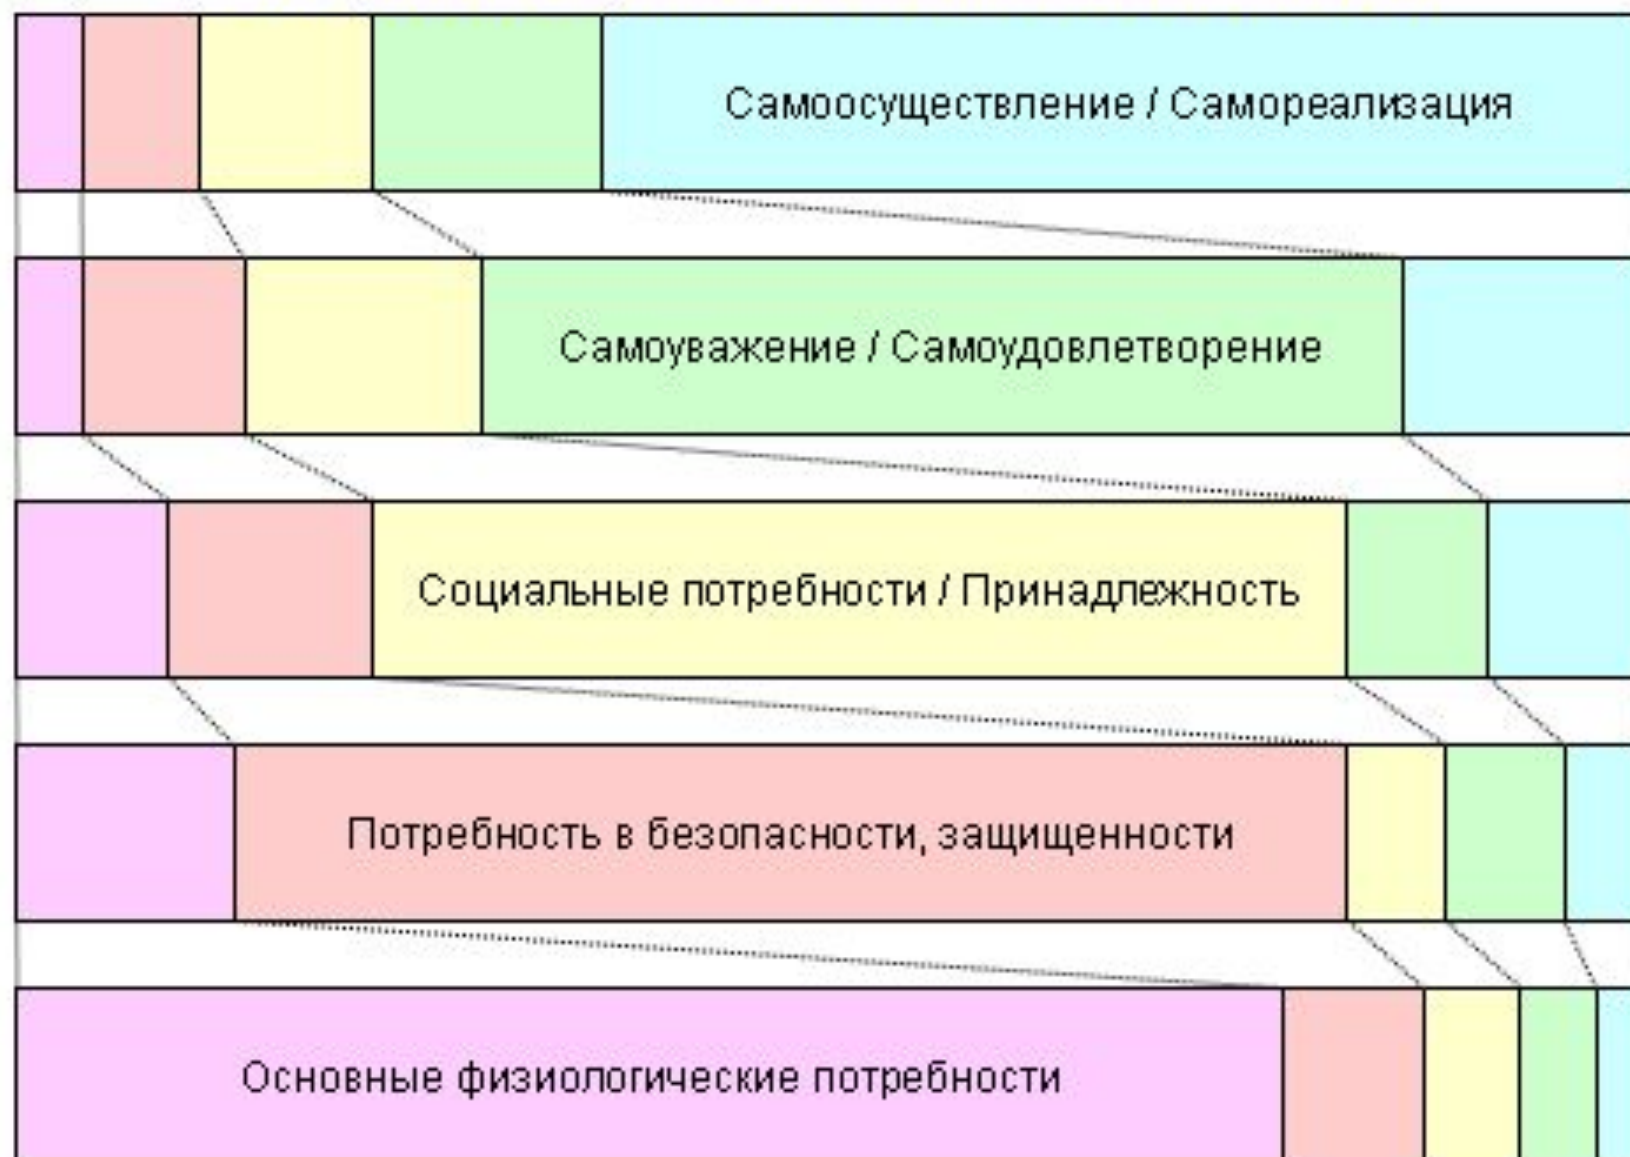 Самоосуществление / Самореализация
Самоуважение / Самоудовлетворение
Социальные потребности / Принадлежность
Потребность в безопасности, защищенности
Основные физиологические потребности